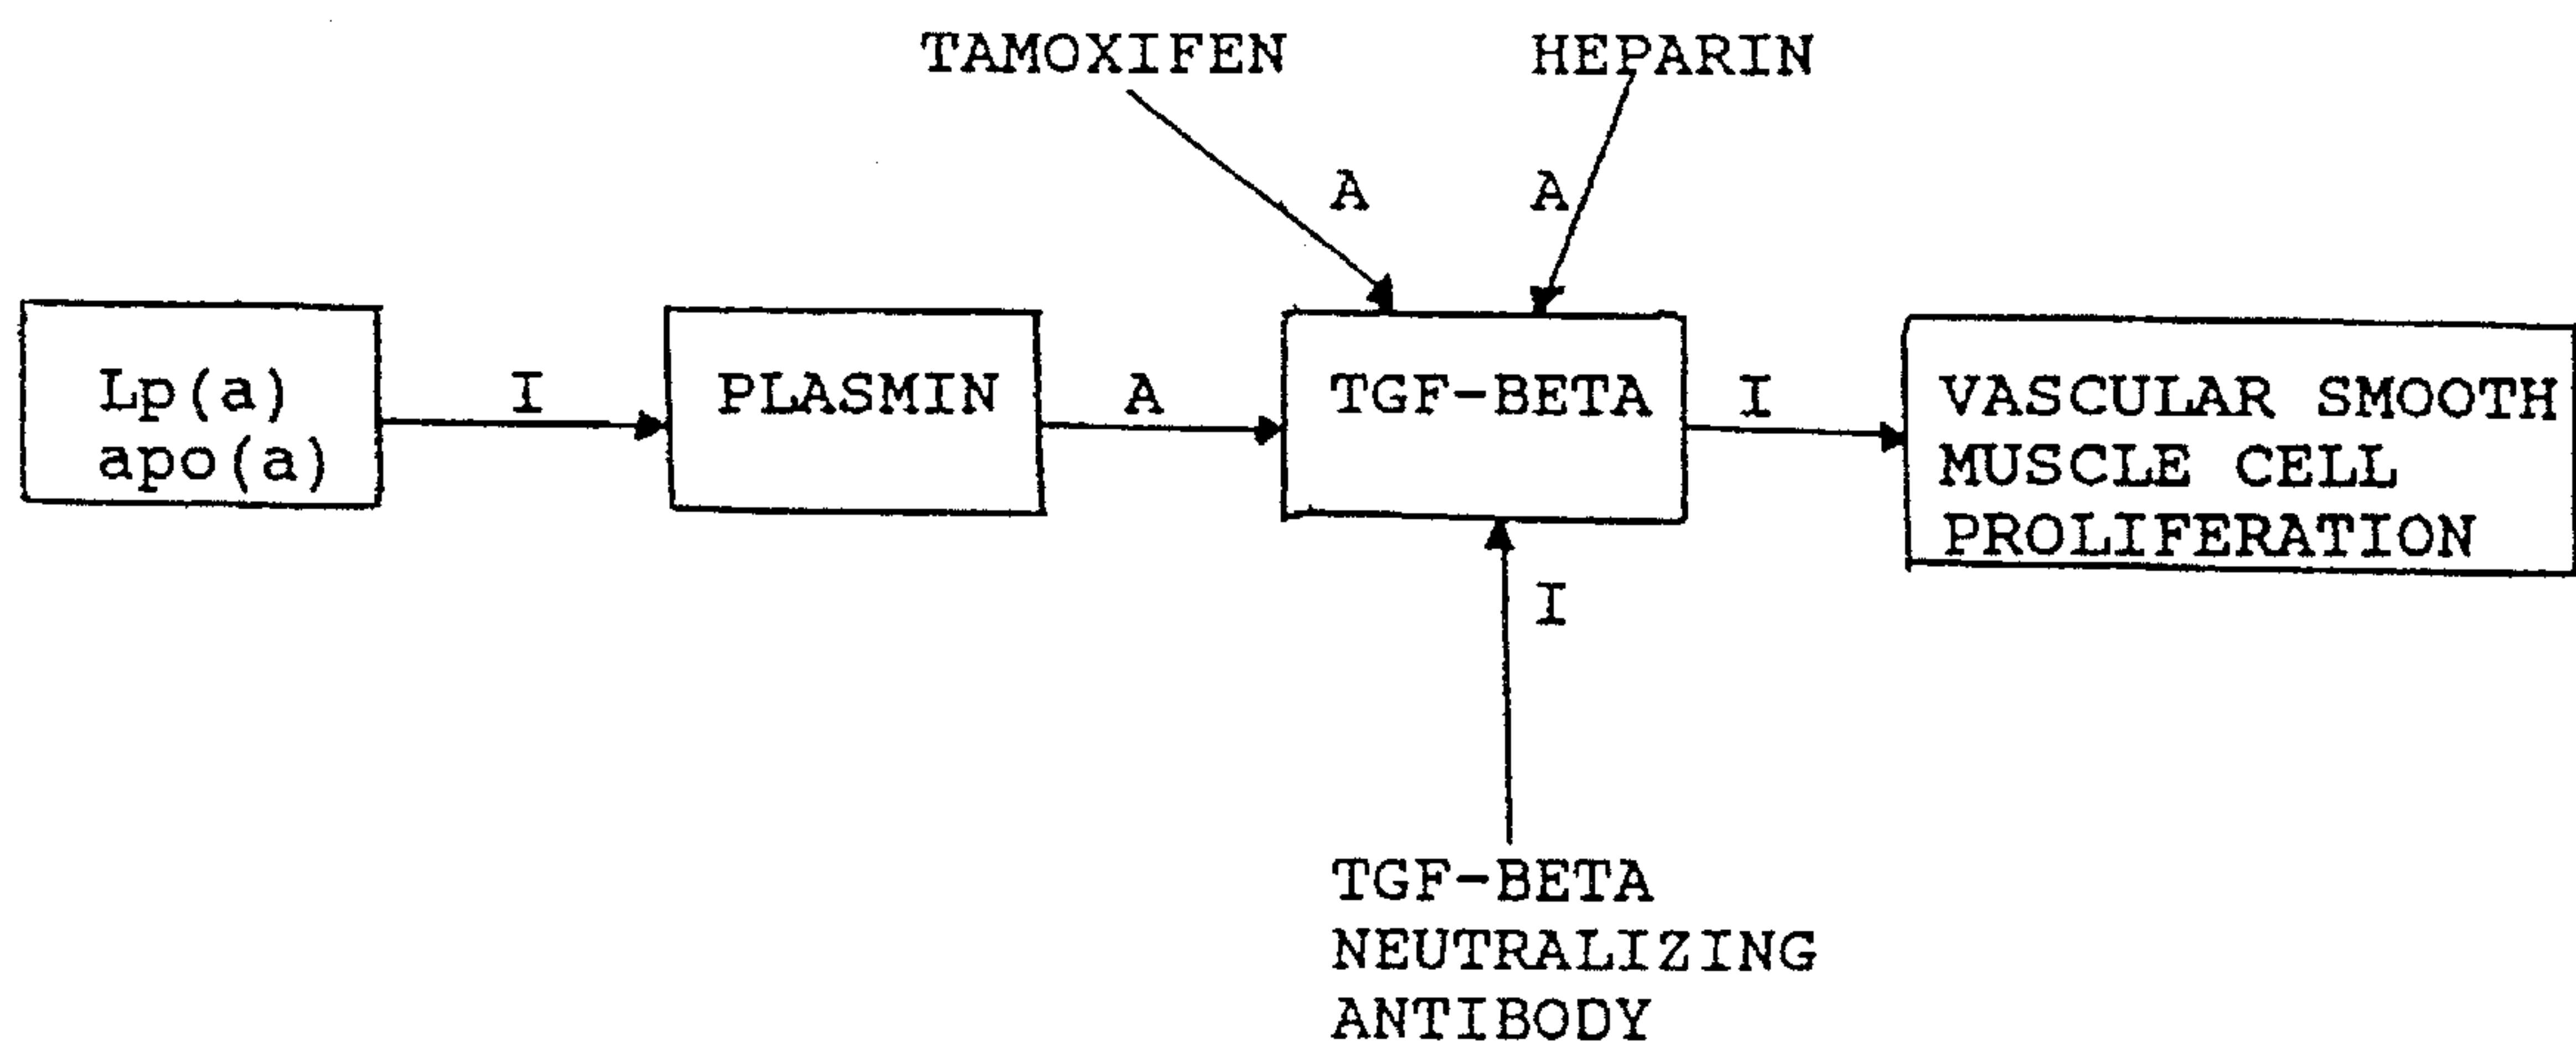 TAMOXIFEN
HEPARIN
A
A
Lp(a)
apo(a)
I
PLASMIN
A
TGF-BETA
I
VASCULAR SMOOTH
MUSCLE CELL
PROLIFERATION
I
TGF-BETA
NEUTRALIZING
ANTIBODY